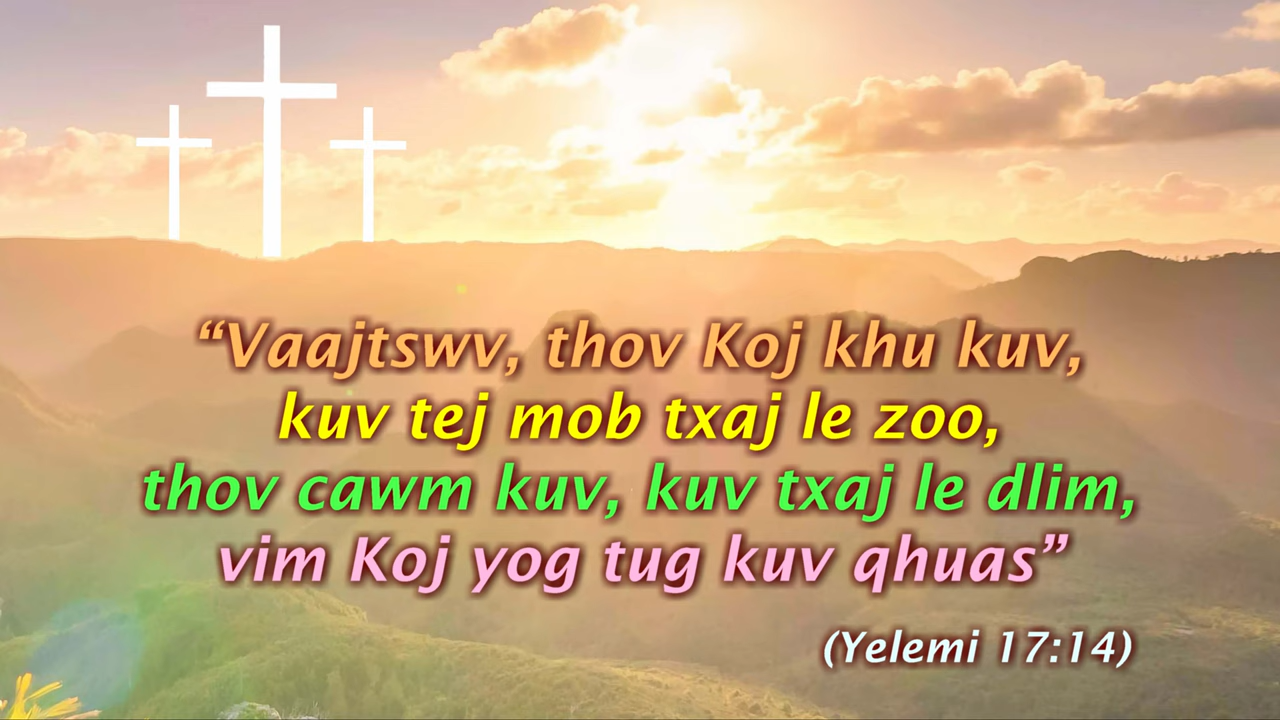 “Vaajtswv, thov Koj khu kuv,
kuv tej mob txaj le zoo,
thov cawm kuv, kuv txaj le dlim,
vim Koj yog tug kuv qhuas”
(Yelemi 17:14)